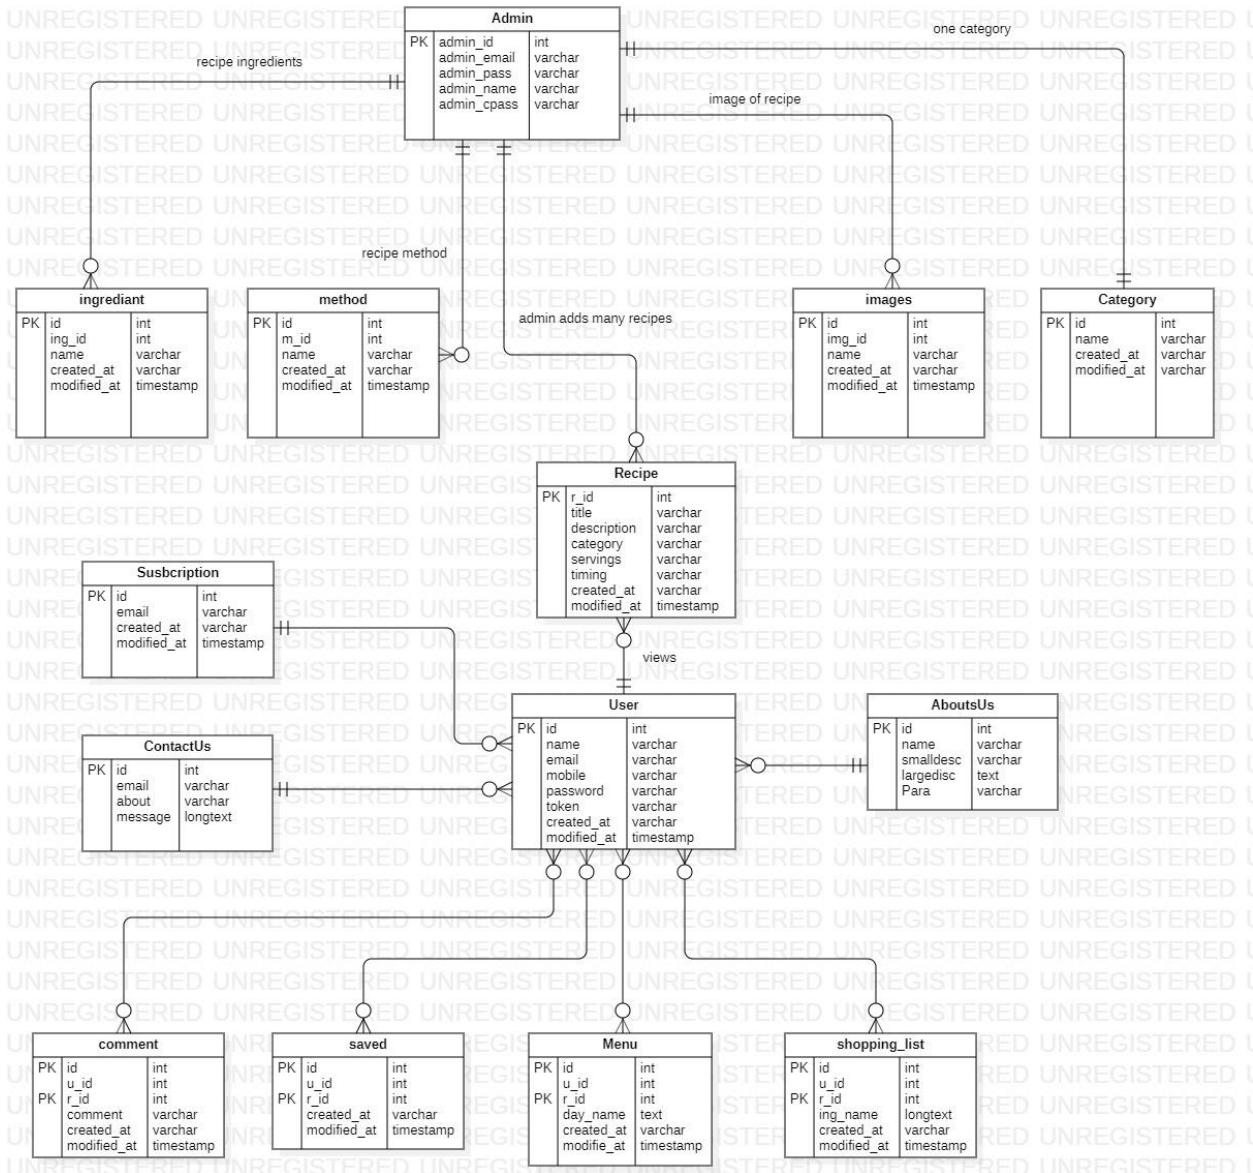 Admin
PK admin_id int
admin_email varchar
admin_pass varchar
admin_name varchar
admin_cpass varchar
one category
recipe ingredients
image of recipe
recipe method
admin adds many recipes
ingrediant
PK id int
ing_id int
name varchar
created_at varchar
modified_at timestamp
method
PK id int
m_id int
name varchar
created_at varchar
modified_at timestamp
images
PK id int
img_id int
name varchar
created_at varchar
modified_at timestamp
Category
PK id int
name varchar
created_at varchar
modified_at varchar
Recipe
PK r_id int
title varchar
description varchar
category varchar
servings varchar
timing varchar
created_at varchar
modified_at timestamp
Susbcription
PK id int
email varchar
created_at varchar
modified_at timestamp
views
ContactUs
PK id int
email varchar
about varchar
message longtext
User
PK id int
name varchar
email varchar
mobile varchar
password varchar
token varchar
created_at varchar
modified_at timestamp
AboutsUs
PK id int
name varchar
smalldesc varchar
largedisc text
Para varchar
comment
PK id int
u_id int
PK r_id int
comment varchar
created_at varchar
modified_at timestamp
saved
PK id int
u_id int
PK r_id int
created_at varchar
modified_at timestamp
Menu
PK id int
u_id int
PK r_id int
day_name text
created_at varchar
modifie_at timestamp
shopping_list
PK id int
u_id int
PK r_id int
ing_name longtext
created_at varchar
modified_at timestamp
UNREGISTERED